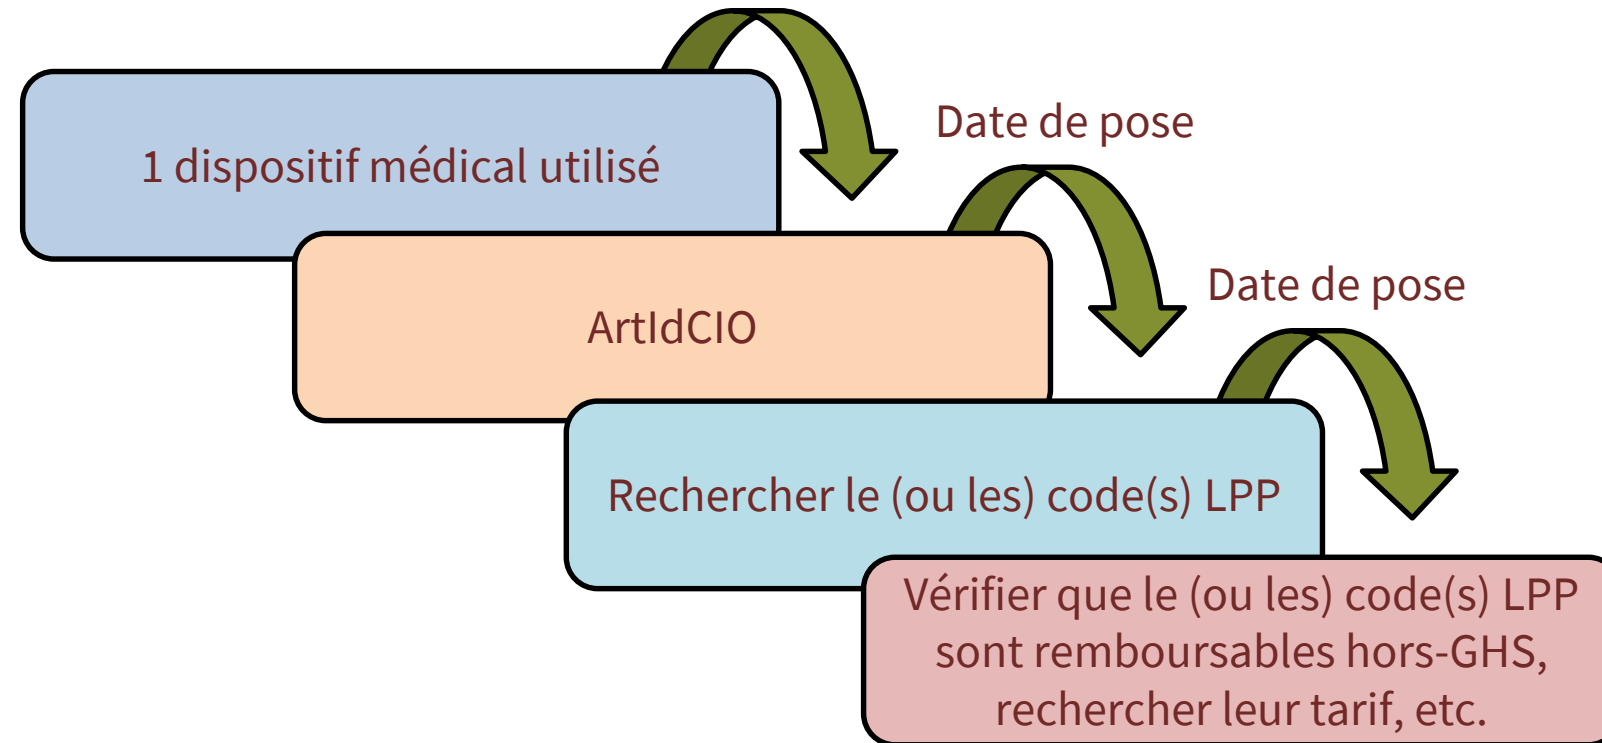 1 dispositif médical utilisé
Date de pose
ArtIdCIO
Date de pose
Rechercher le (ou les) code(s) LPP
Vérifier que le (ou les) code(s) LPP
sont remboursables hors-GHS,
rechercher leur tarif, etc.